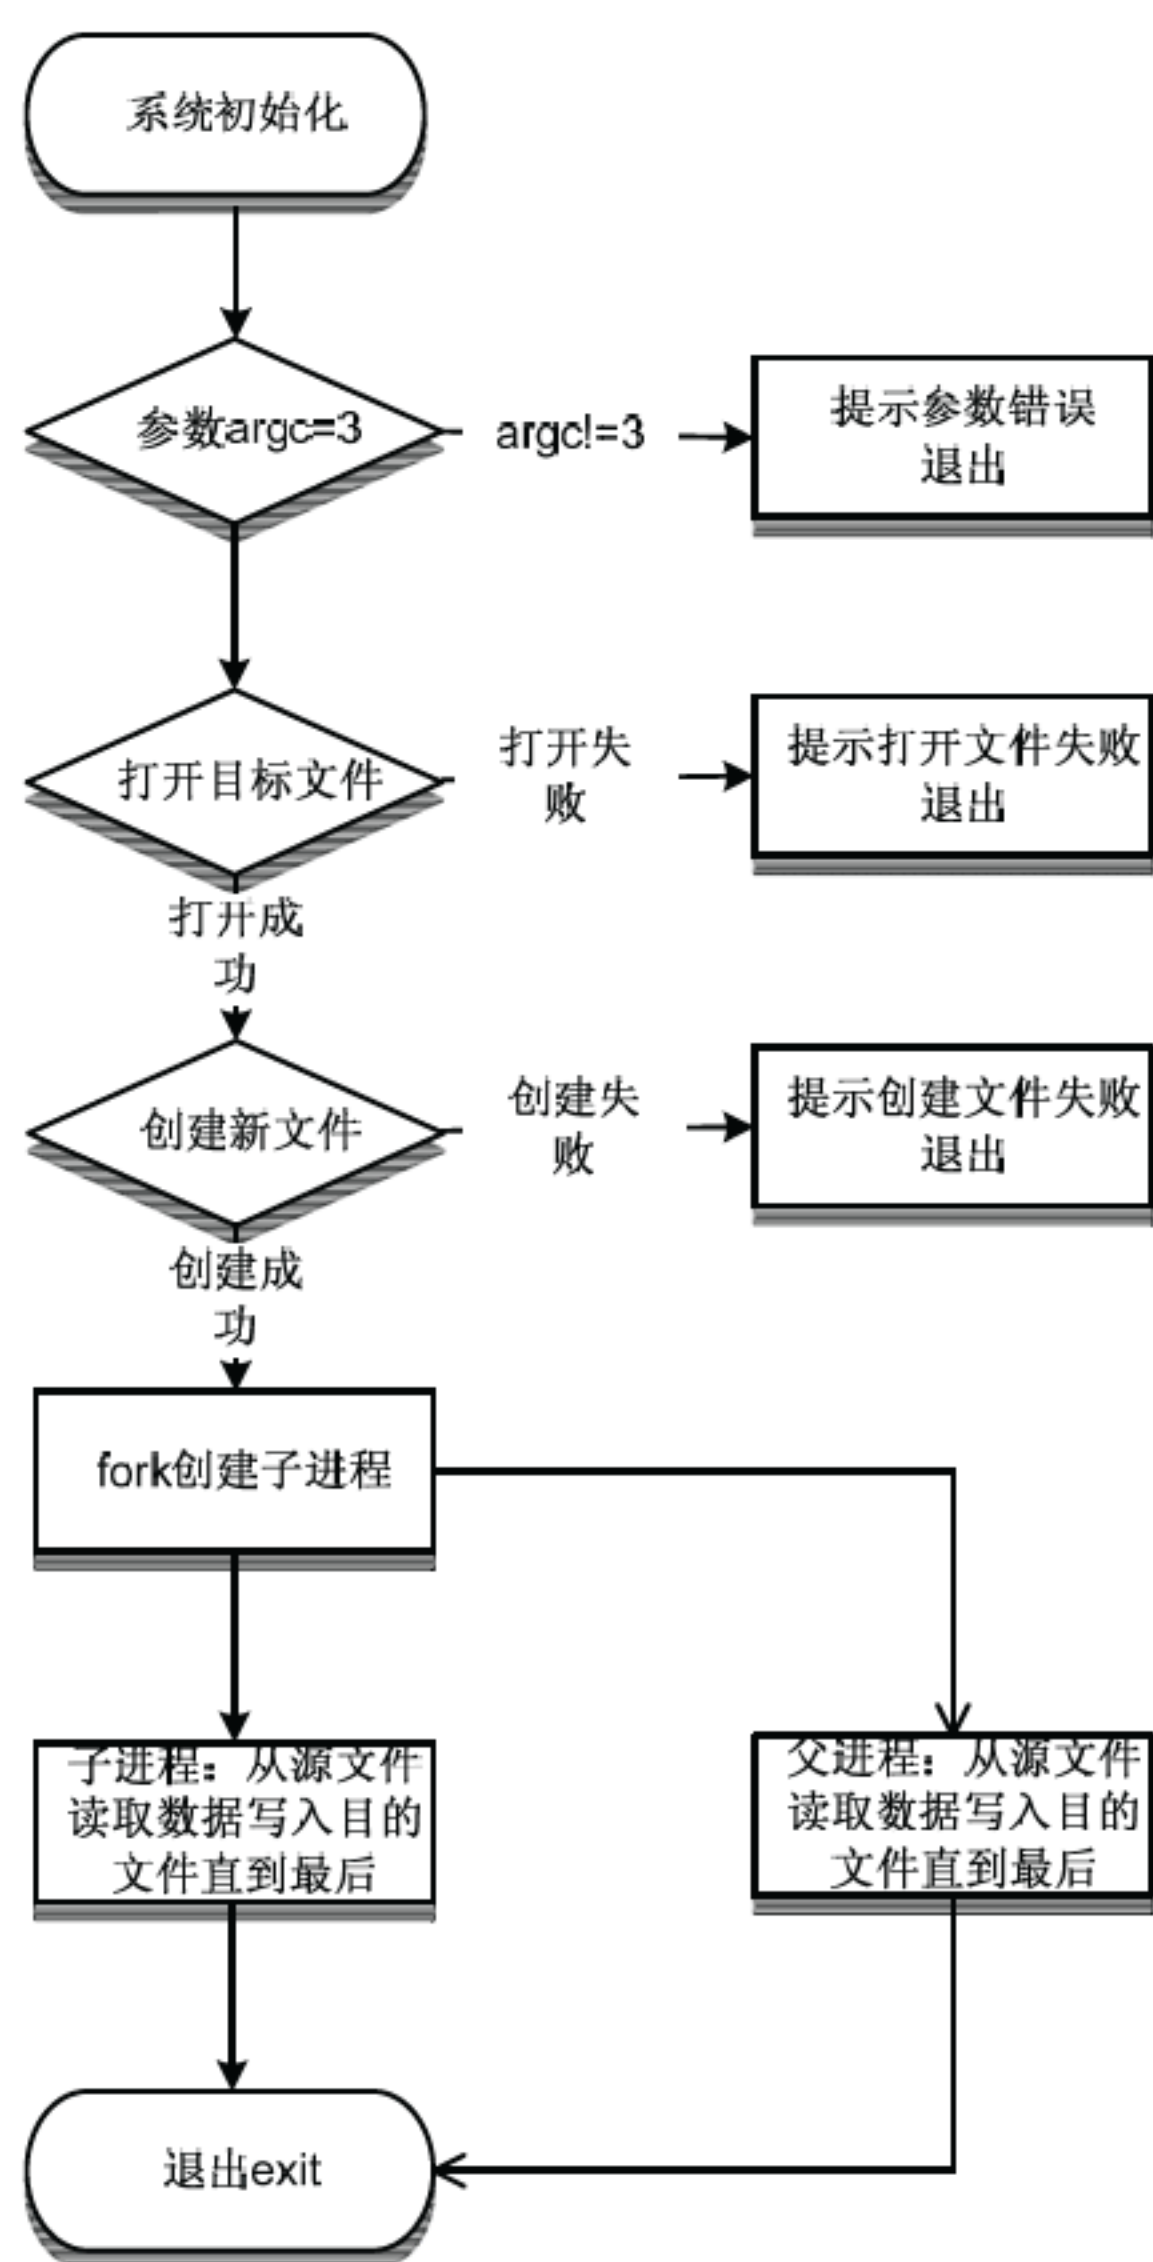 系统初始化
参数argc=3
argc!=3
提示参数错误
退出
打开目标文件
打开失
败
提示打开文件失败
退出
打开成
功
创建新文件
创建失
败
提示创建文件失败
退出
创建成
功
fork创建子进程
子进程：从源文件
读取数据写入目的
文件直到最后
父进程：从源文件
读取数据写入目的
文件直到最后
退出exit